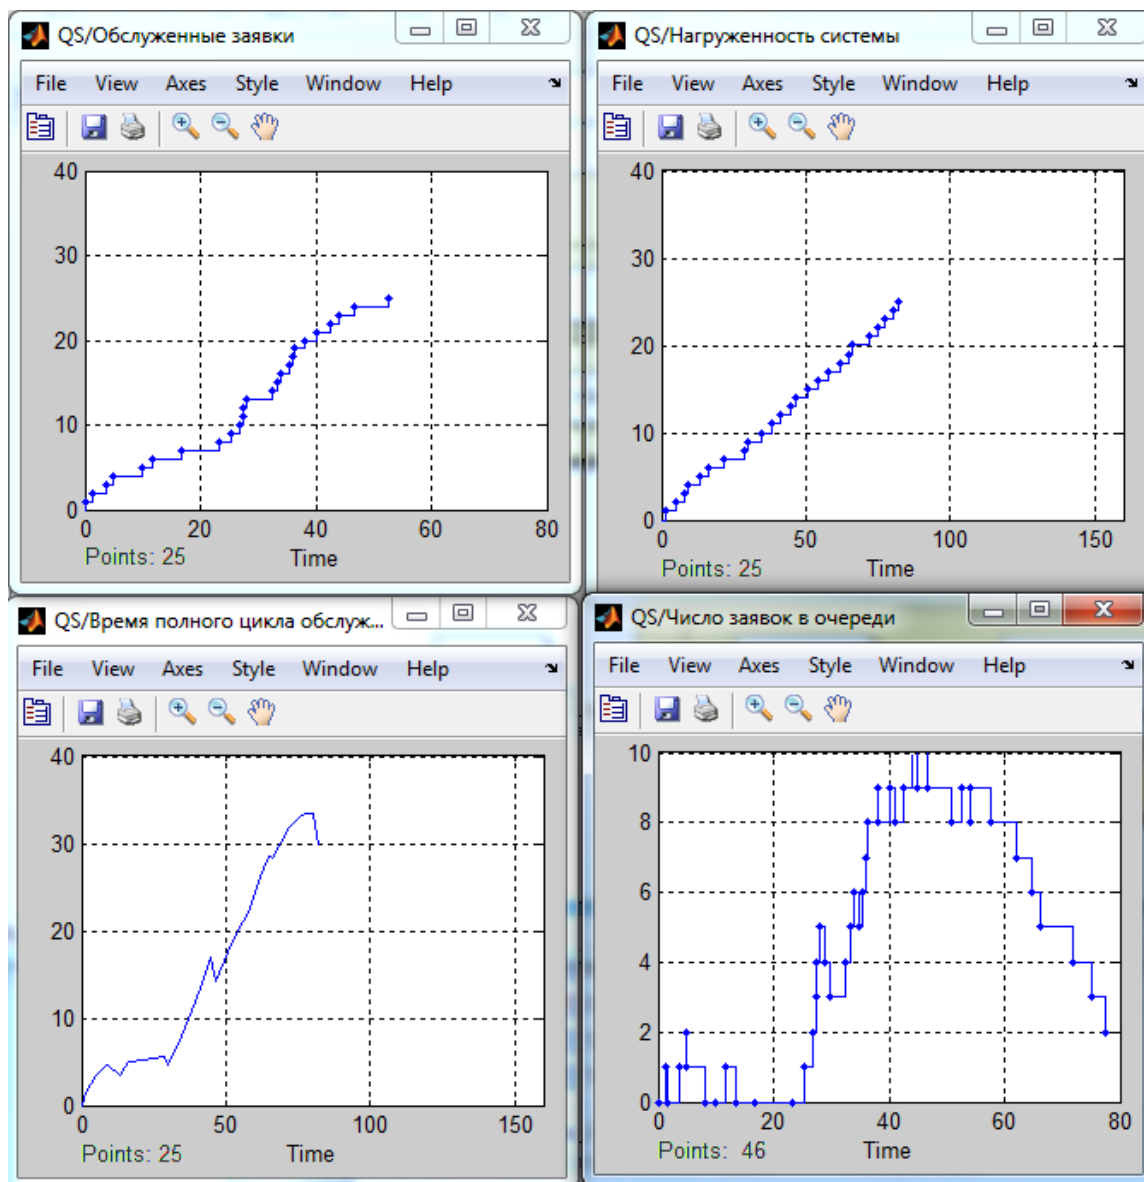 QS/Обслуженные заявки
File View Axes Style Window Help
40
30
20
10
0
0 20 40 60 80
Points: 25 Time
QS/Нагруженность системы
File View Axes Style Window Help
40
30
20
10
0
0 50 100 150
Points: 25 Time
QS/Время полного цикла обслуж...
File View Axes Style Window Help
40
30
20
10
0
0 50 100 150
Points: 25 Time
QS/Число заявок в очереди
File View Axes Style Window Help
10
8
6
4
2
0
0 20 40 60 80
Points: 46 Time